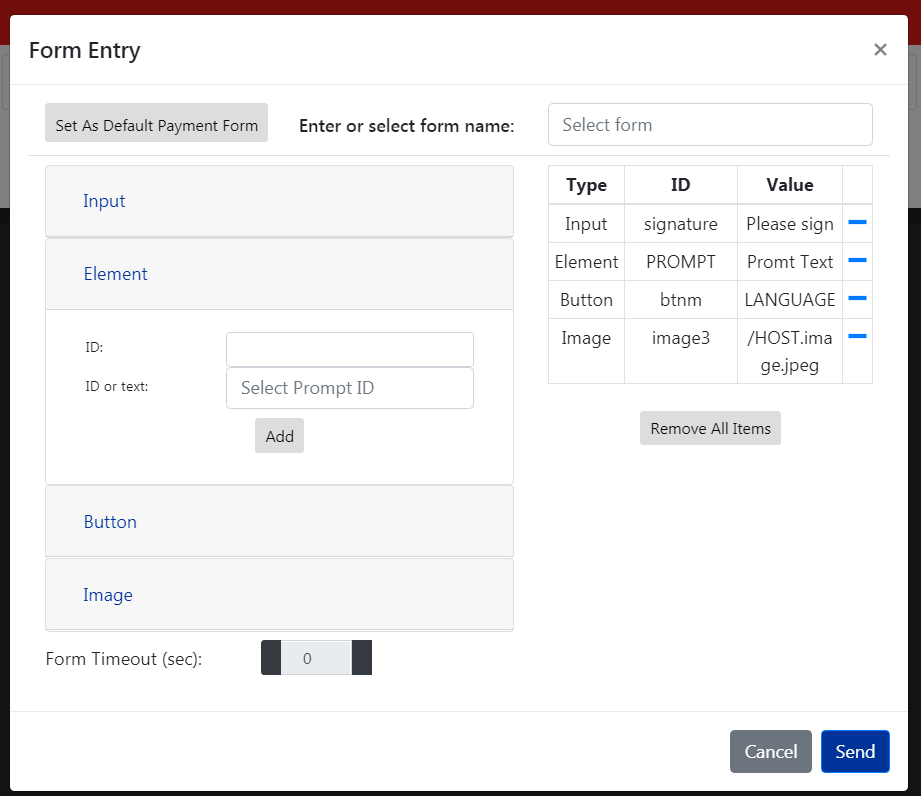 Form Entry ×
Set As Default Payment Form Enter or select form name: Select form
Input
Element
ID:
ID or text: Select Prompt ID
Add
Button
Image
Form Timeout (sec): 0
Type ID Value
Input signature Please sign
Element PROMPT Promt Text
Button btnm LANGUAGE
Image image3 /HOST.ima
ge.jpeg
Remove All Items
Cancel Send